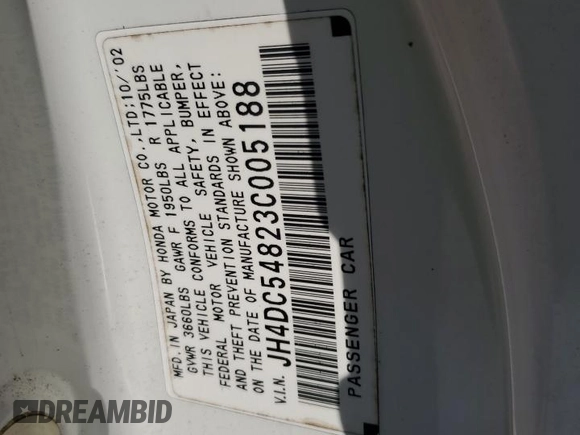 MFD.IN JAPAN BY HONDA MOTOR CO.,LTD:10/'02
GVWR 3660LBS GAWR F 1950LBS R 1775LBS
THIS VEHICLE CONFORMS TO ALL APPLICABLE
FEDERAL MOTOR VEHICLE SAFETY, BUMPER,
AND THEFT PREVENTION STANDARDS IN EFFECT
ON THE DATE OF MANUFACTURE SHOWN ABOVE:
V.I.N. JH4DC54823C005188
PASSENGER CAR
DREAMBID